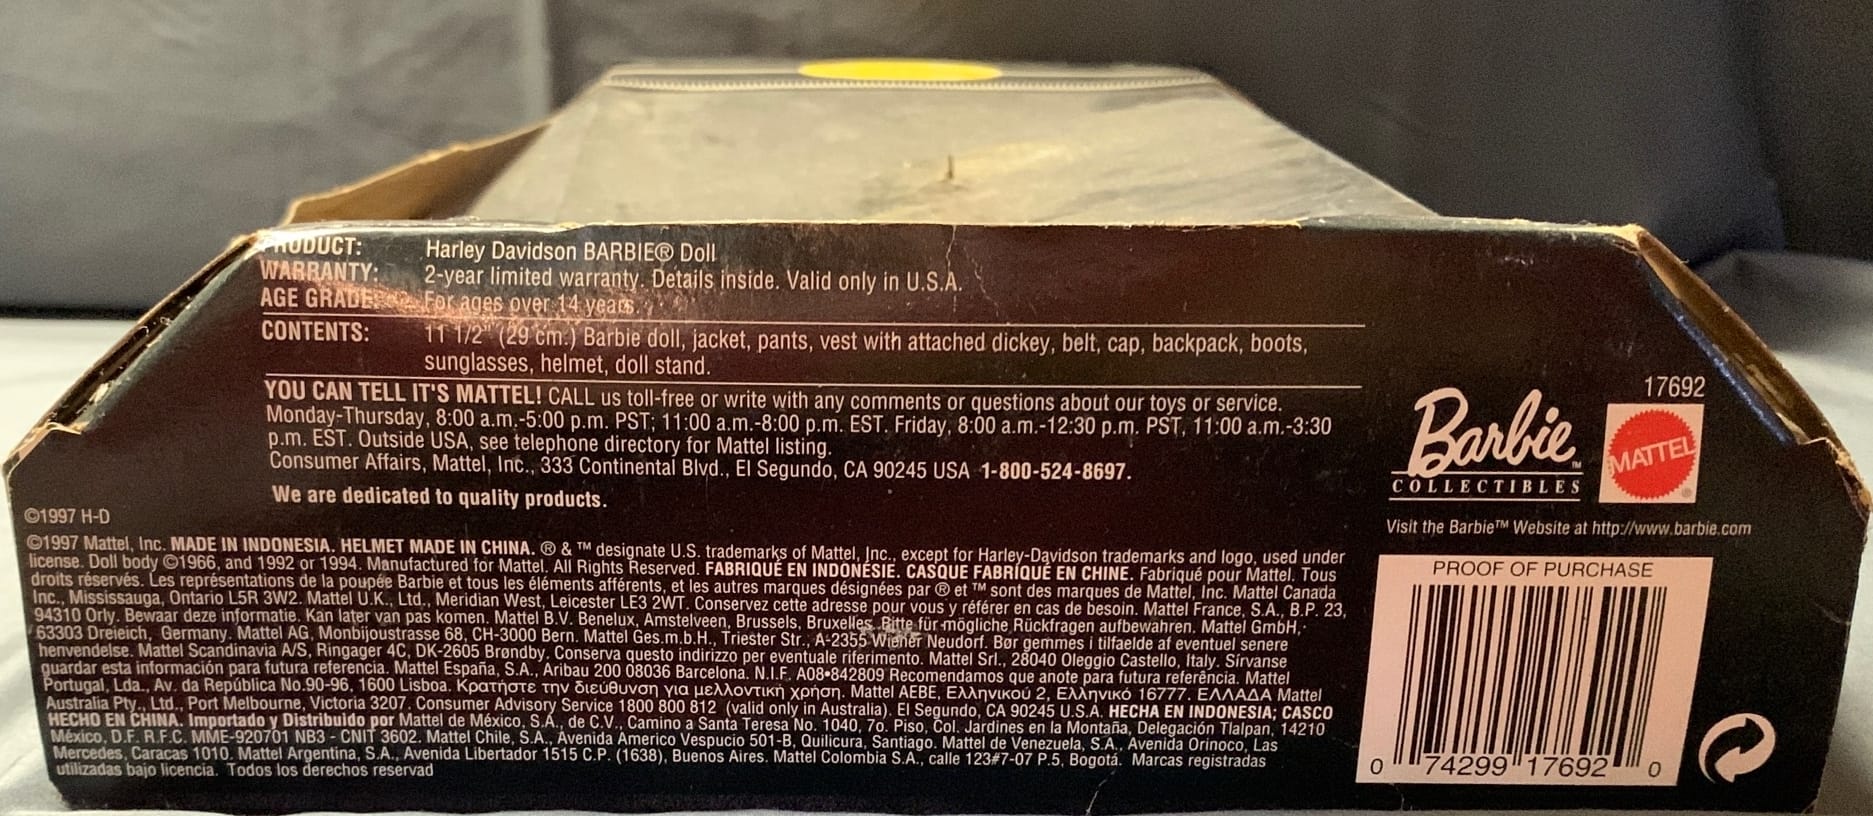 PRODUCT: Harley Davidson BARBIE® Doll
WARRANTY: 2-year limited warranty. Details inside. Valid only in U.S.A.
AGE GRADE: For ages over 14 years.
CONTENTS: 11 1/2" (29 cm.) Barbie doll, jacket, pants, vest with attached dickey, belt, cap, backpack, boots,
sunglasses, helmet, doll stand.
YOU CAN TELL IT'S MATTEL! CALL us toll-free or write with any comments or questions about our toys or service.
Monday-Thursday, 8:00 a.m.-5:00 p.m. PST; 11:00 a.m.-8:00 p.m. EST. Friday, 8:00 a.m.-12:30 p.m. PST, 11:00 a.m.-3:30
p.m. EST. Outside USA, see telephone directory for Mattel listing.
Consumer Affairs, Mattel, Inc., 333 Continental Blvd., El Segundo, CA 90245 USA 1-800-524-8697.
We are dedicated to quality products.
©1997 H-D
©1997 Mattel, Inc. MADE IN INDONESIA. HELMET MADE IN CHINA. ® & ™ designate U.S. trademarks of Mattel, Inc., except for Harley-Davidson trademarks and logo, used under
license. Doll body ©1966, and 1992 or 1994. Manufactured for Mattel. All Rights Reserved. FABRIQUÉ EN INDONÉSIE. CASQUE FABRIQUÉ EN CHINE. Fabriqué pour Mattel. Tous
droits réservés. Les représentations de la poupée Barbie et tous les éléments afférents, et les autres marques désignées par ® et ™ sont des marques de Mattel, Inc. Mattel Canada
Inc., Mississauga, Ontario L5R 3W2. Mattel U.K., Ltd., Meridian West, Leicester LE3 2WT. Conservez cette adresse pour vous y référer en cas de besoin. Mattel France, S.A., B.P. 23,
94310 Orly. Bewaar deze informatie. Kan later van pas komen. Mattel B.V. Benelux, Amstelveen, Brussels, Bruxelles. Bitte für mögliche Rückfragen aufbewahren. Mattel GmbH,
63303 Dreieich, Germany. Mattel AG, Monbijoustrasse 68, CH-3000 Bern. Mattel Ges.m.b.H., Triester Str., A-2355 Wiener Neudorf. Bør gemmes i tilfaelde af eventuel senere
henvendelse. Mattel Scandinavia A/S, Ringager 4C, DK-2605 Brøndby. Conserva questo indirizzo per eventuale riferimento. Mattel Srl., 28040 Oleggio Castello, Italy. Sírvanse
guardar esta información para futura referencia. Mattel España, S.A., Aribau 200 08036 Barcelona. N.I.F. A08•842809 Recomendamos que anote para futura referência. Mattel
Portugal, Lda., Av. da República No.90-96, 1600 Lisboa. Κρατήστε την διεύθυνση για μελλοντική χρήση. Mattel AEBE, Ελληνικού 2, Ελληνικό 16777. ΕΛΛΑΔΑ Mattel
Australia Pty., Ltd., Port Melbourne, Victoria 3207. Consumer Advisory Service 1800 800 812 (valid only in Australia). El Segundo, CA 90245 U.S.A. HECHA EN INDONESIA; CASCO
HECHO EN CHINA. Importado y Distribuido por Mattel de México, S.A., de C.V., Camino a Santa Teresa No. 1040, 7o. Piso, Col. Jardines en la Montaña, Delegación Tlalpan, 14210
México, D.F. R.F.C. MME-920701 NB3 - CNIT 3602. Mattel Chile, S.A., Avenida Americo Vespucio 501-B, Quilicura, Santiago. Mattel de Venezuela, S.A., Avenida Orinoco, Las
Mercedes, Caracas 1010. Mattel Argentina, S.A., Avenida Libertador 1515 C.P. (1638), Buenos Aires. Mattel Colombia S.A., calle 123#7-07 P.5, Bogotá. Marcas registradas
utilizadas bajo licencia. Todos los derechos reservad
17692
Barbie™
COLLECTIBLES
MATTEL®
Visit the Barbie™ Website at http://www.barbie.com
PROOF OF PURCHASE
0 74299 17692 0